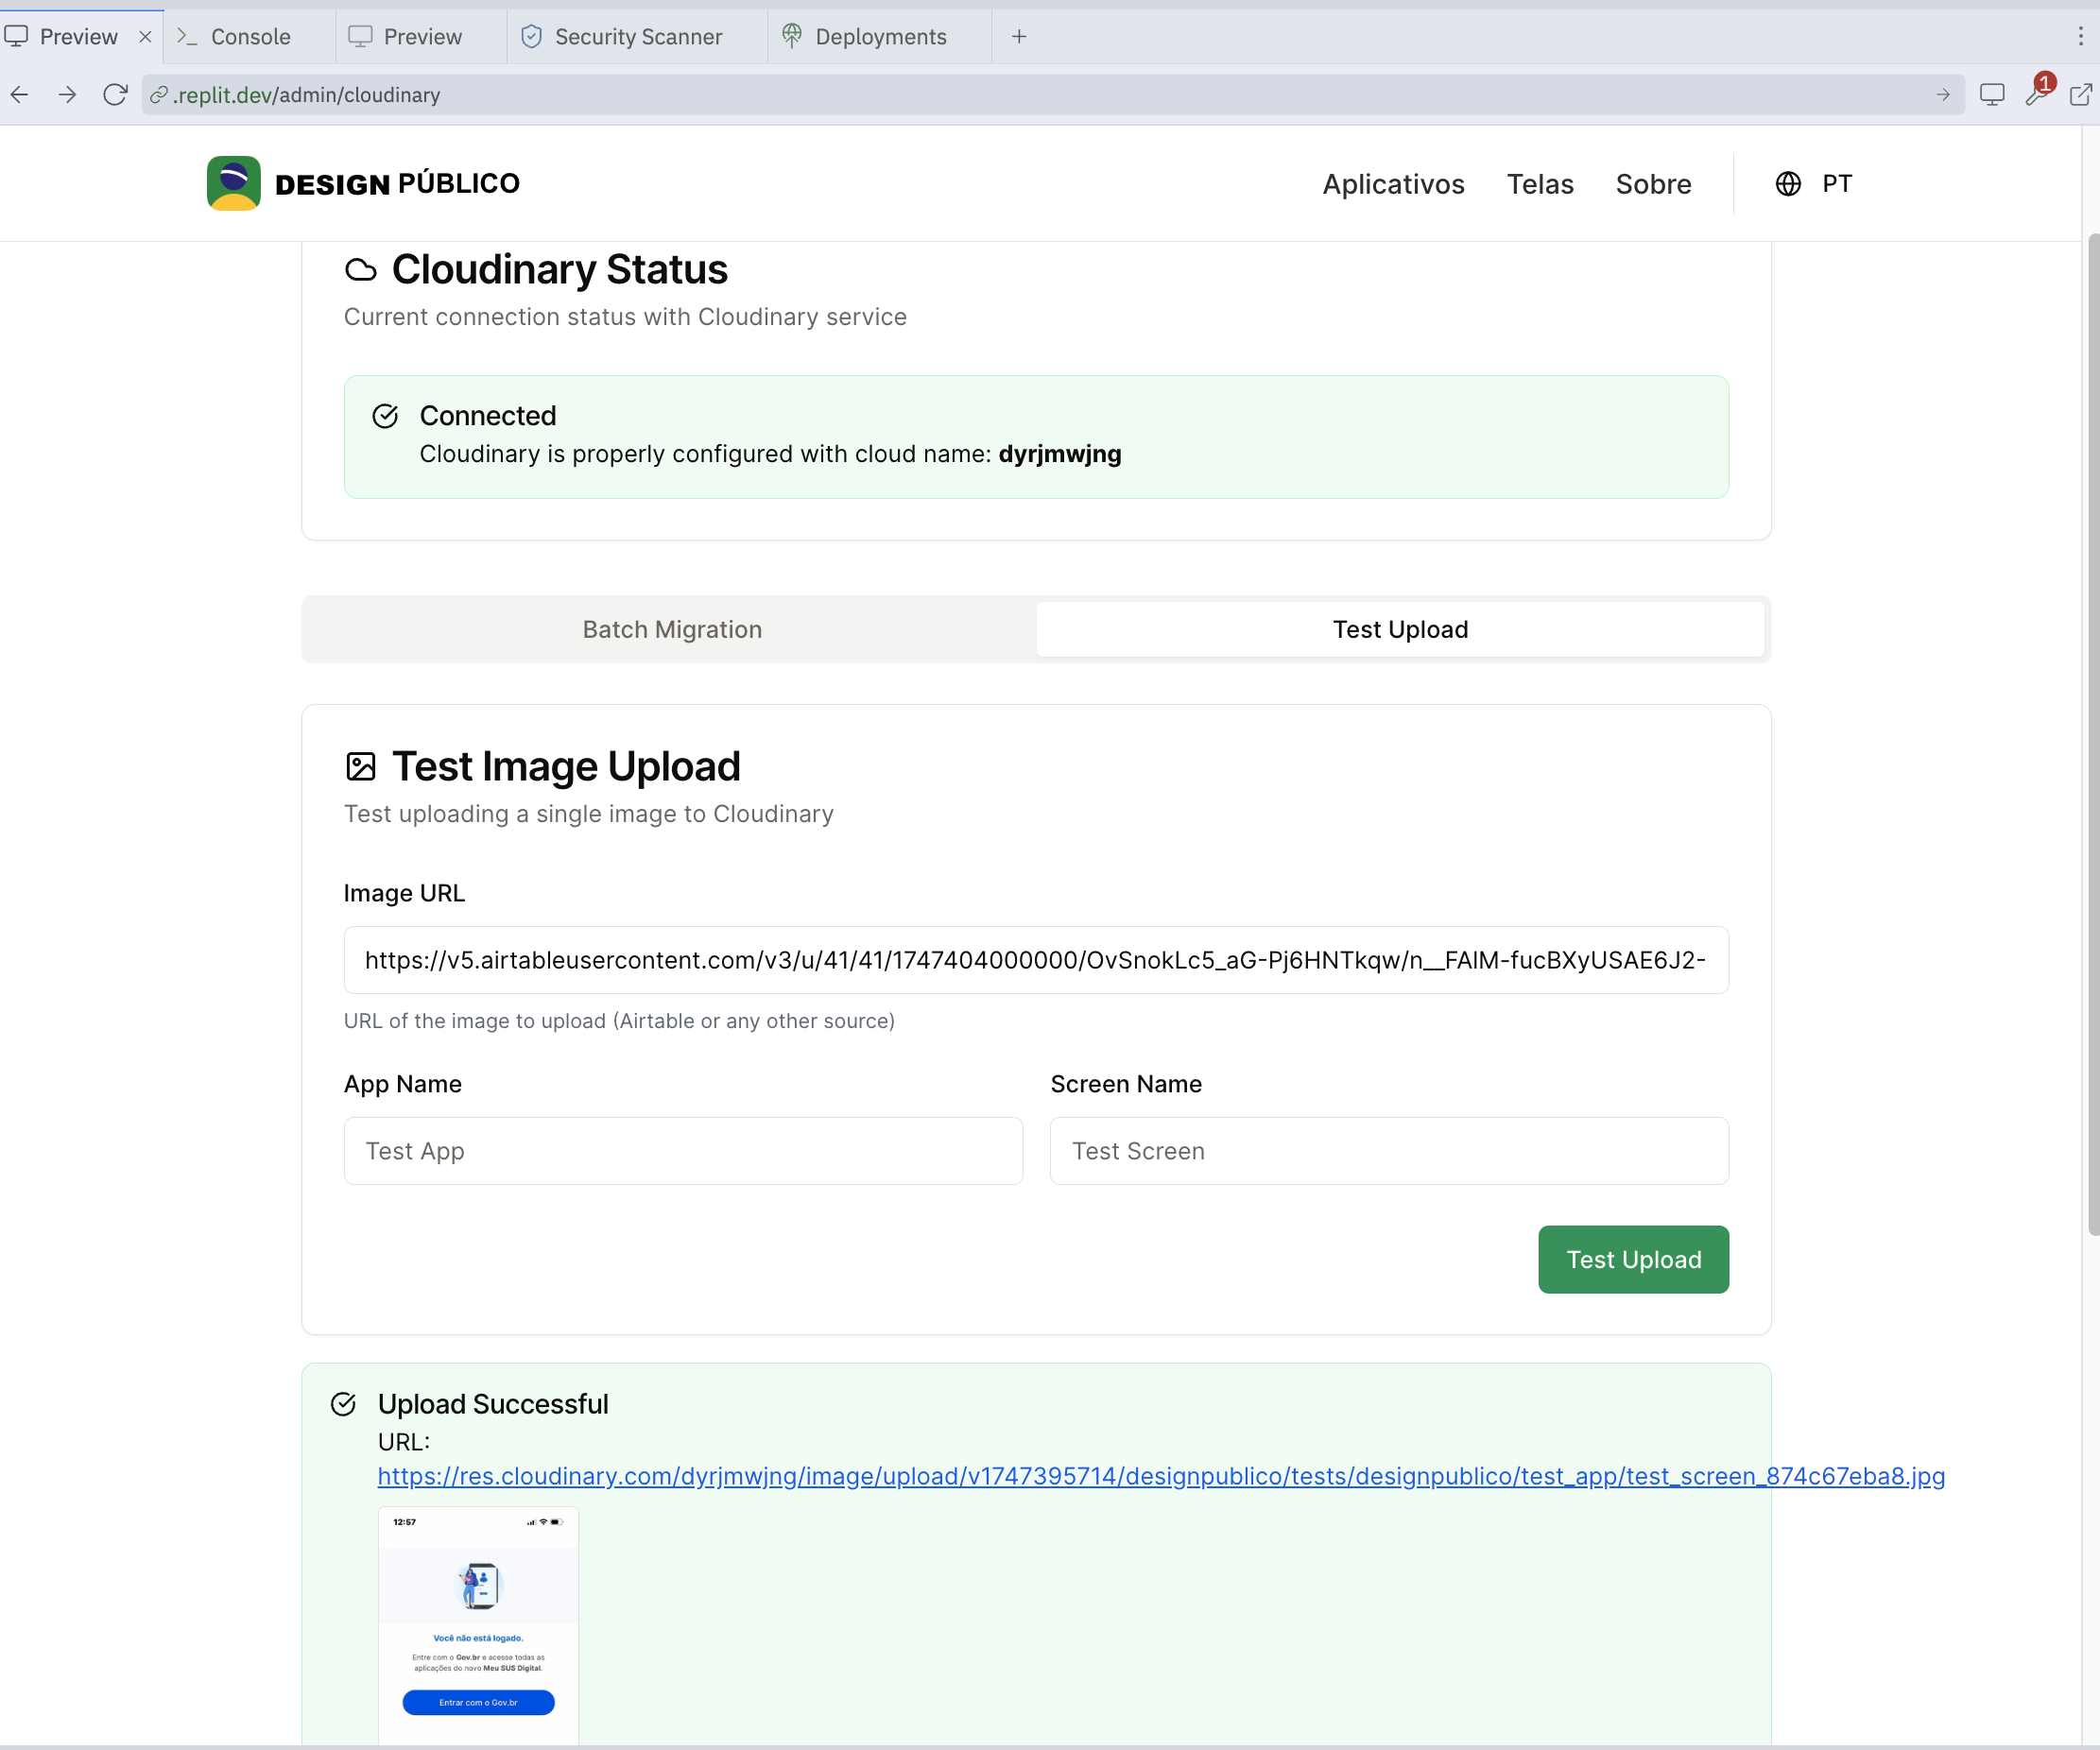 Preview
Console
Preview
Security Scanner
Deployments
.replit.dev/admin/cloudinary
1
DESIGN PÚBLICO
Aplicativos
Telas
Sobre
PT
Cloudinary Status
Current connection status with Cloudinary service
Connected
Cloudinary is properly configured with cloud name: dyrjmwjng
Batch Migration
Test Upload
Test Image Upload
Test uploading a single image to Cloudinary
Image URL
https://v5.airtableusercontent.com/v3/u/41/41/1747404000000/OvSnokLc5_aG-Pj6HNTkqw/n__FAIM-fucBXyUSAE6J2-
URL of the image to upload (Airtable or any other source)
App Name
Screen Name
Test App
Test Screen
Test Upload
Upload Successful
URL:
https://res.cloudinary.com/dyrjmwjng/image/upload/v1747395714/designpublico/tests/designpublico/test_app/test_screen_874c67eba8.jpg
12:57
Você não está logado.
Entre com o Gov.br e acesse todas as
aplicações do novo Meu SUS Digital.
Entrar com o Gov.br